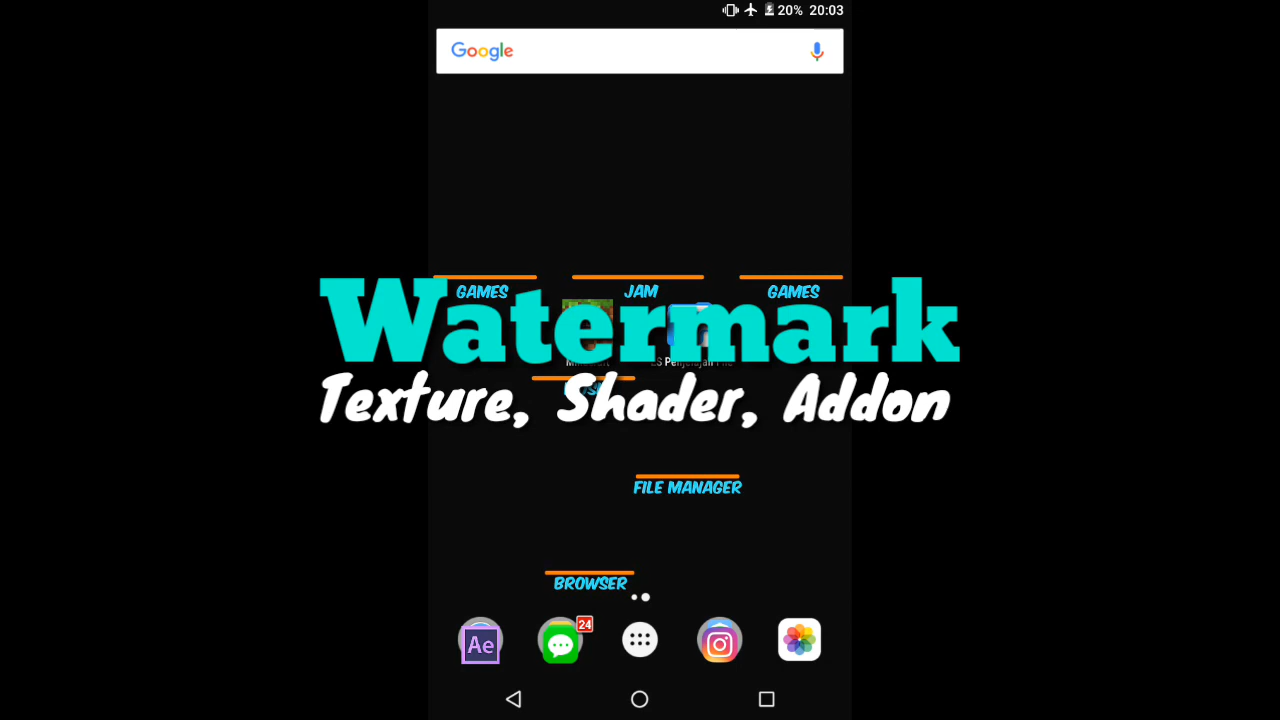 20% 20:03
Google
GAMES JAM GAMES
Watermark
Texture, Shader, Addon
FILE MANAGER
BROWSER
24
Ae